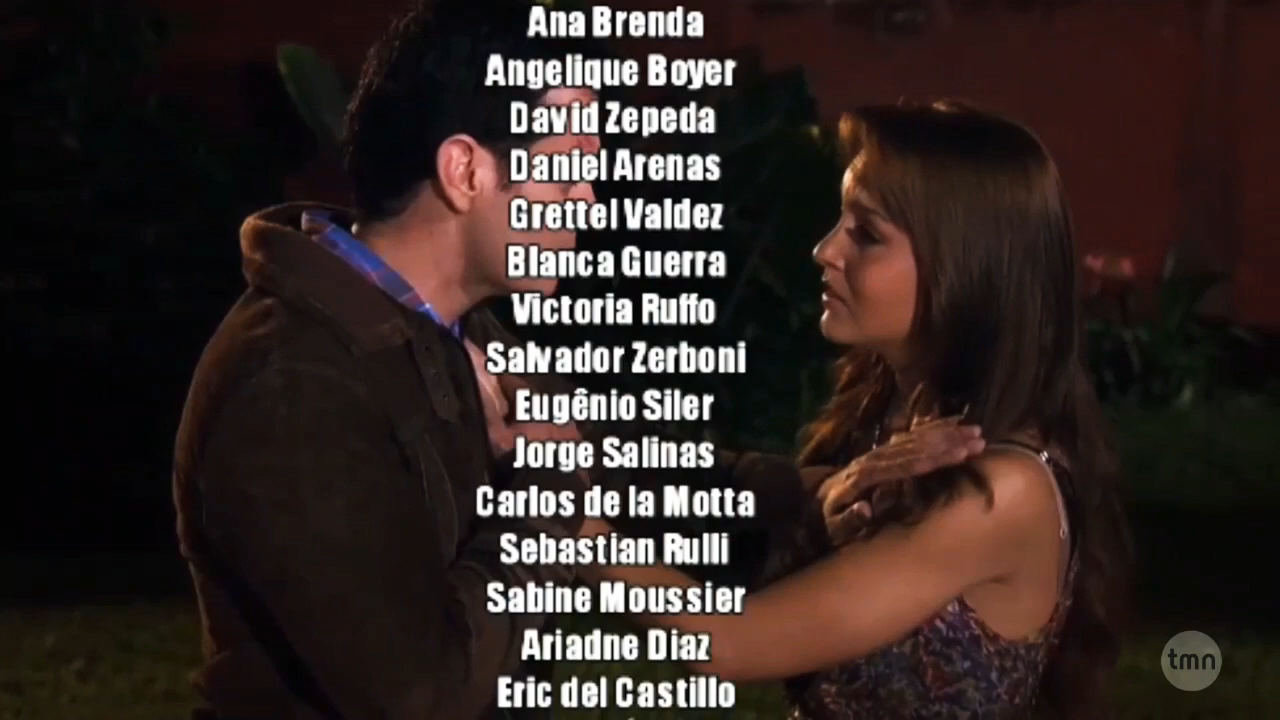 Ana Brenda
Angelique Boyer
David Zepeda
Daniel Arenas
Grettel Valdez
Blanca Guerra
Victoria Ruffo
Salvador Zerboni
Eugênio Siler
Jorge Salinas
Carlos de la Motta
Sebastian Rulli
Sabine Moussier
Ariadne Diaz
Eric del Castillo
tmn